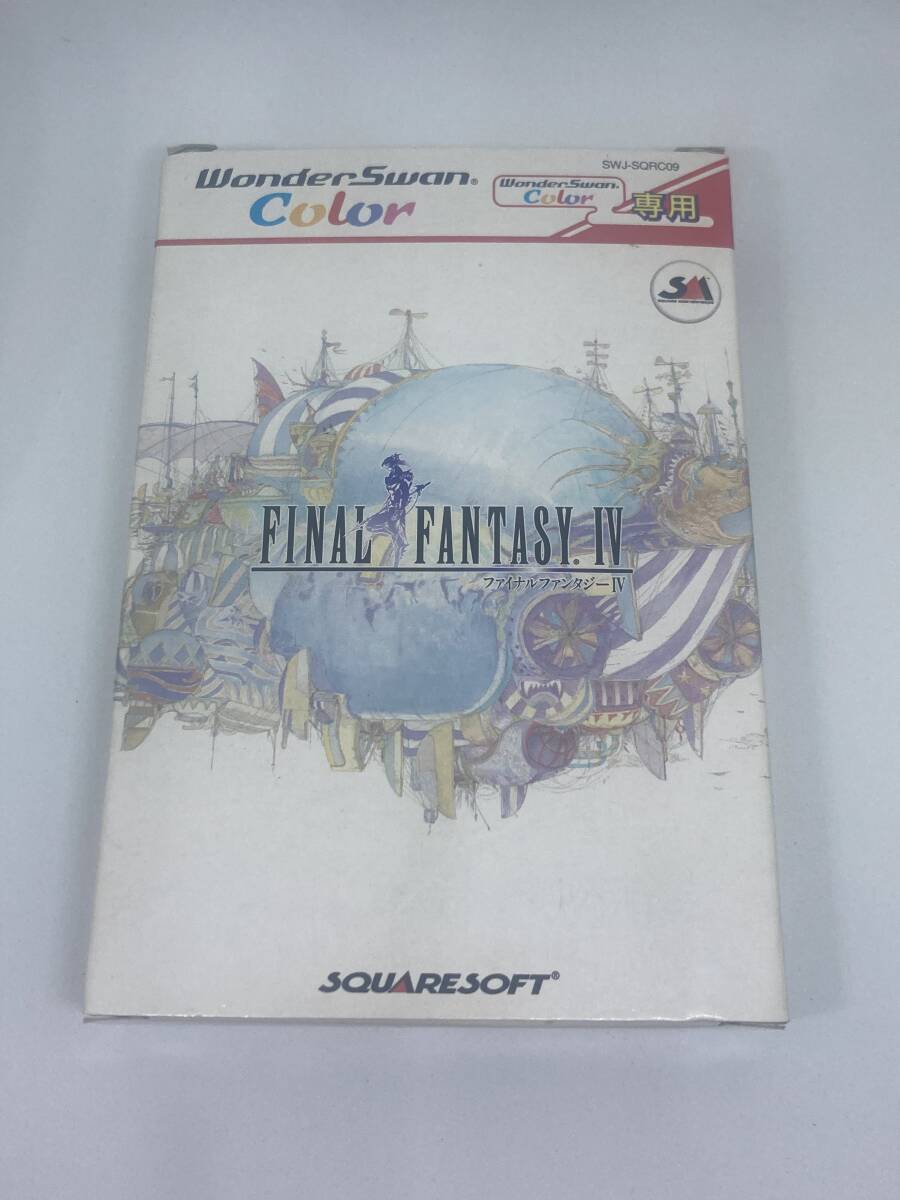 SWJ-SQRC09
WonderSwan®
Color
WonderSwan®
Color
専用
SM
FINAL FANTASY® IV
ファイナルファンタジーIV
SQUARESOFT®